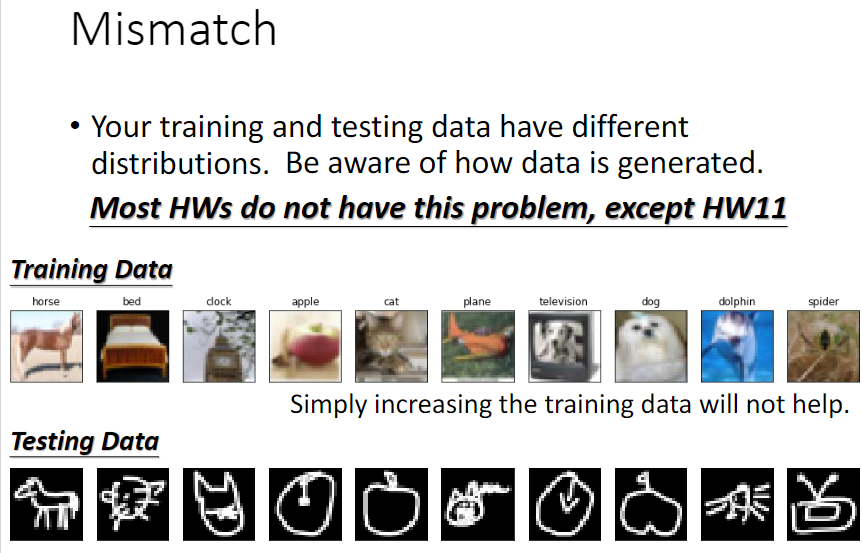 Mismatch
• Your training and testing data have different
distributions.  Be aware of how data is generated.
Most HWs do not have this problem, except HW11
Training Data
horse bed clock apple cat plane television dog dolphin spider
Simply increasing the training data will not help.
Testing Data